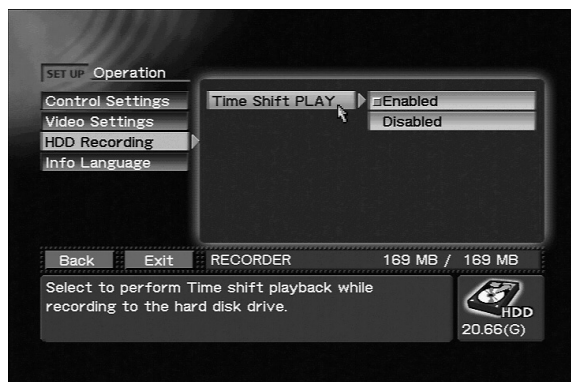 SET UP Operation
Control Settings
Video Settings
HDD Recording
Info Language
Time Shift PLAY
Enabled
Disabled
Back Exit RECORDER 169 MB / 169 MB
Select to perform Time shift playback while
recording to the hard disk drive.
HDD
20.66(G)